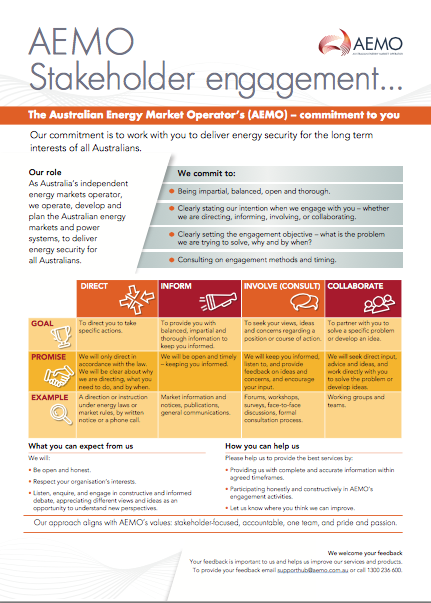 AEMO
Stakeholder engagement...
AEMO
AUSTRALIAN ENERGY MARKET OPERATOR
The Australian Energy Market Operator's (AEMO) – commitment to you
Our commitment is to work with you to deliver energy security for the long term
interests of all Australians.
Our role
As Australia's independent
energy markets operator,
we operate, develop and
plan the Australian energy
markets and power
systems, to deliver
energy security for
all Australians.
We commit to:
Being impartial, balanced, open and thorough.
Clearly stating our intention when we engage with you – whether
we are directing, informing, involving, or collaborating.
Clearly setting the engagement objective – what is the problem
we are trying to solve, why and by when?
Consulting on engagement methods and timing.
DIRECT
INFORM
INVOLVE (CONSULT)
COLLABORATE
GOAL
To direct you to take
specific actions.
To provide you with
balanced, impartial and
thorough information to
keep you informed.
To seek your views, ideas
and concerns regarding a
position or course of action.
To partner with you to
solve a specific problem
or develop an idea.
PROMISE
We will only direct in
accordance with the law.
We will be clear about why
we are directing, what you
need to do, and by when.
We will be open and timely
– keeping you informed.
We will keep you informed,
listen to, and provide
feedback on ideas and
concerns, and encourage
your input.
We will seek direct input,
advice and ideas, and
work directly with you
to solve the problem or
develop ideas.
EXAMPLE
A direction or instruction
under energy laws or
market rules, by written
notice or a phone call.
Market information and
notices, publications,
general communications.
Forums, workshops,
surveys, face-to-face
discussions, formal
consultation process.
Working groups and
teams.
What you can expect from us
We will:
• Be open and honest.
• Respect your organisation's interests.
• Listen, enquire, and engage in constructive and informed
debate, appreciating different views and ideas as an
opportunity to understand new perspectives.
How you can help us
Please help us to provide the best services by:
• Providing us with complete and accurate information within
agreed timeframes.
• Participating honestly and constructively in AEMO's
engagement activities.
• Let us know where you think we can improve.
Our approach aligns with AEMO's values: stakeholder-focused, accountable, one team, and pride and passion.
We welcome your feedback
Your feedback is important to us and helps us improve our services and products.
To provide your feedback email supporthub@aemo.com.au or call 1300 236 600.